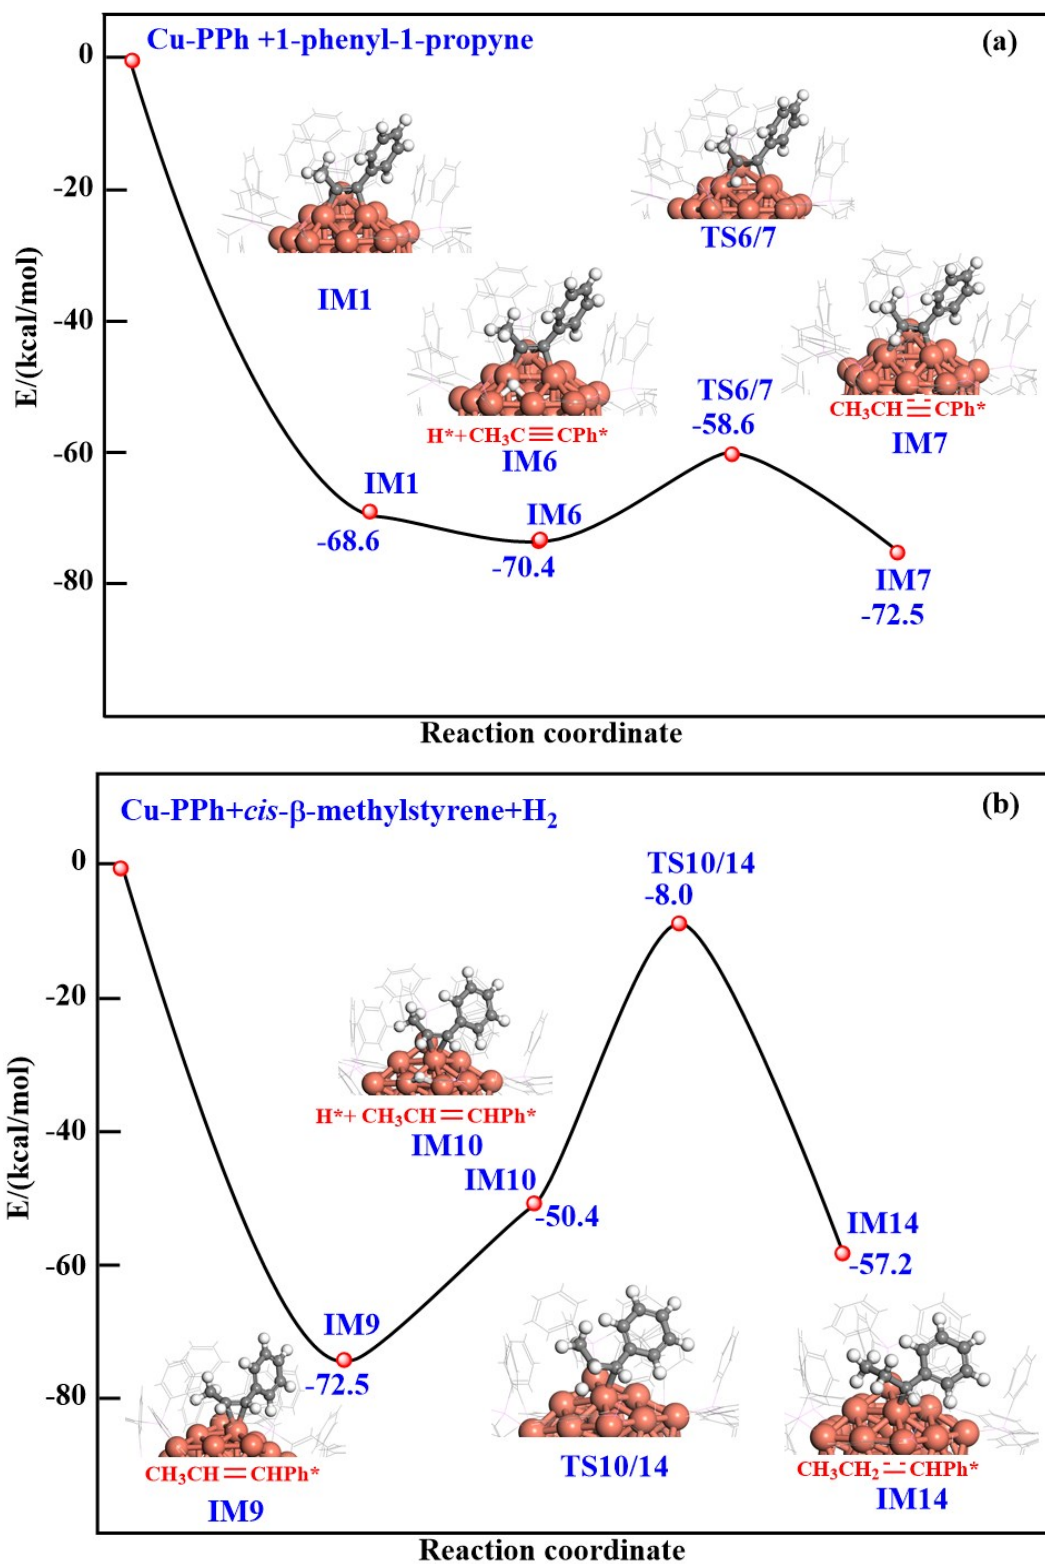 Cu-PPh +1-phenyl-1-propyne
(a)
0
-20
-40
-60
-80
E/(kcal/mol)
IM1
TS6/7
H*+CH₃C≡CPh*
IM6
TS6/7
-58.6
CH₃CH⩸CPh*
IM7
IM1
-68.6
IM6
-70.4
IM7
-72.5
Reaction coordinate
Cu-PPh+cis-β-methylstyrene+H₂
(b)
0
-20
-40
-60
-80
E/(kcal/mol)
TS10/14
-8.0
H*+ CH₃CH=CHPh*
IM10
IM10
-50.4
IM14
-57.2
IM9
-72.5
CH₃CH=CHPh*
IM9
TS10/14
CH₃CH₂=CHPh*
IM14
Reaction coordinate